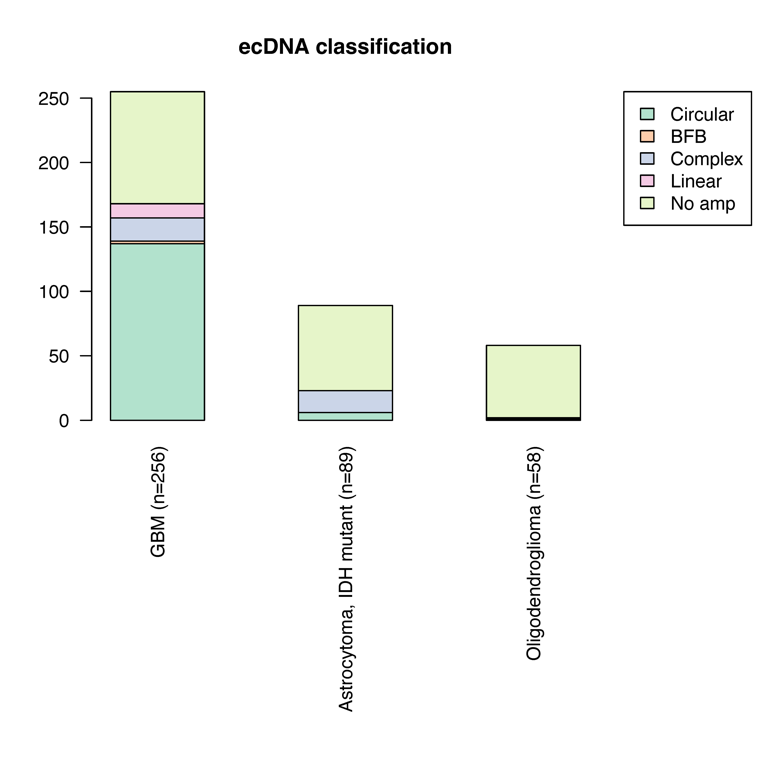 ecDNA classification
250
200
150
100
50
0
Circular
BFB
Complex
Linear
No amp
GBM (n=256)
Astrocytoma, IDH mutant (n=89)
Oligodendroglioma (n=58)